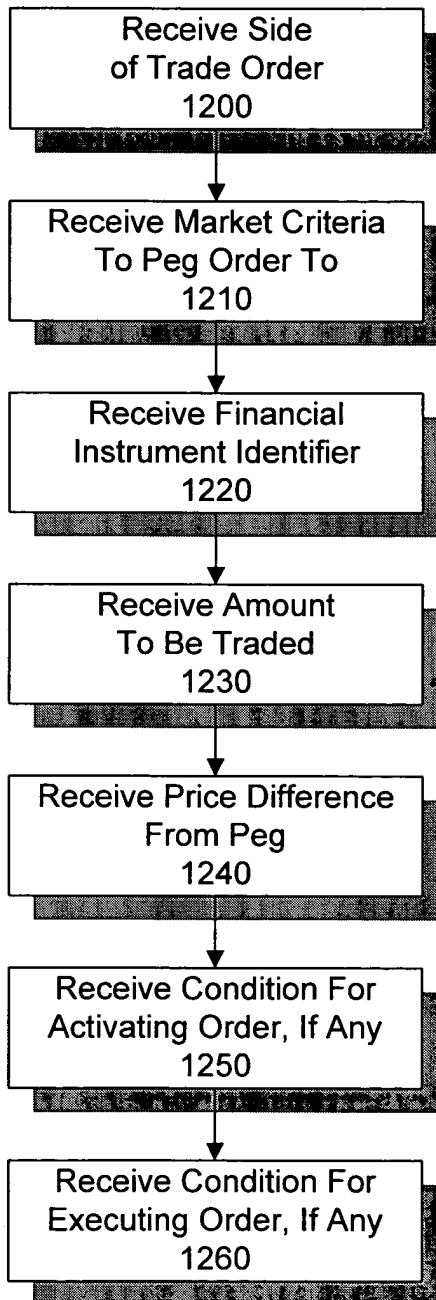 Receive Side
of Trade Order
1200
Receive Market Criteria
To Peg Order To
1210
Receive Financial
Instrument Identifier
1220
Receive Amount
To Be Traded
1230
Receive Price Difference
From Peg
1240
Receive Condition For
Activating Order, If Any
1250
Receive Condition For
Executing Order, If Any
1260